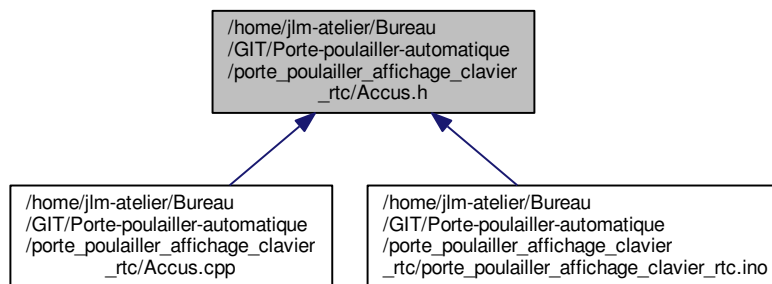 /home/jlm-atelier/Bureau
/GIT/Porte-poulailler-automatique
/porte_poulailler_affichage_clavier
_rtc/Accus.h
/home/jlm-atelier/Bureau
/GIT/Porte-poulailler-automatique
/porte_poulailler_affichage_clavier
_rtc/Accus.cpp
/home/jlm-atelier/Bureau
/GIT/Porte-poulailler-automatique
/porte_poulailler_affichage_clavier
_rtc/porte_poulailler_affichage_clavier_rtc.ino